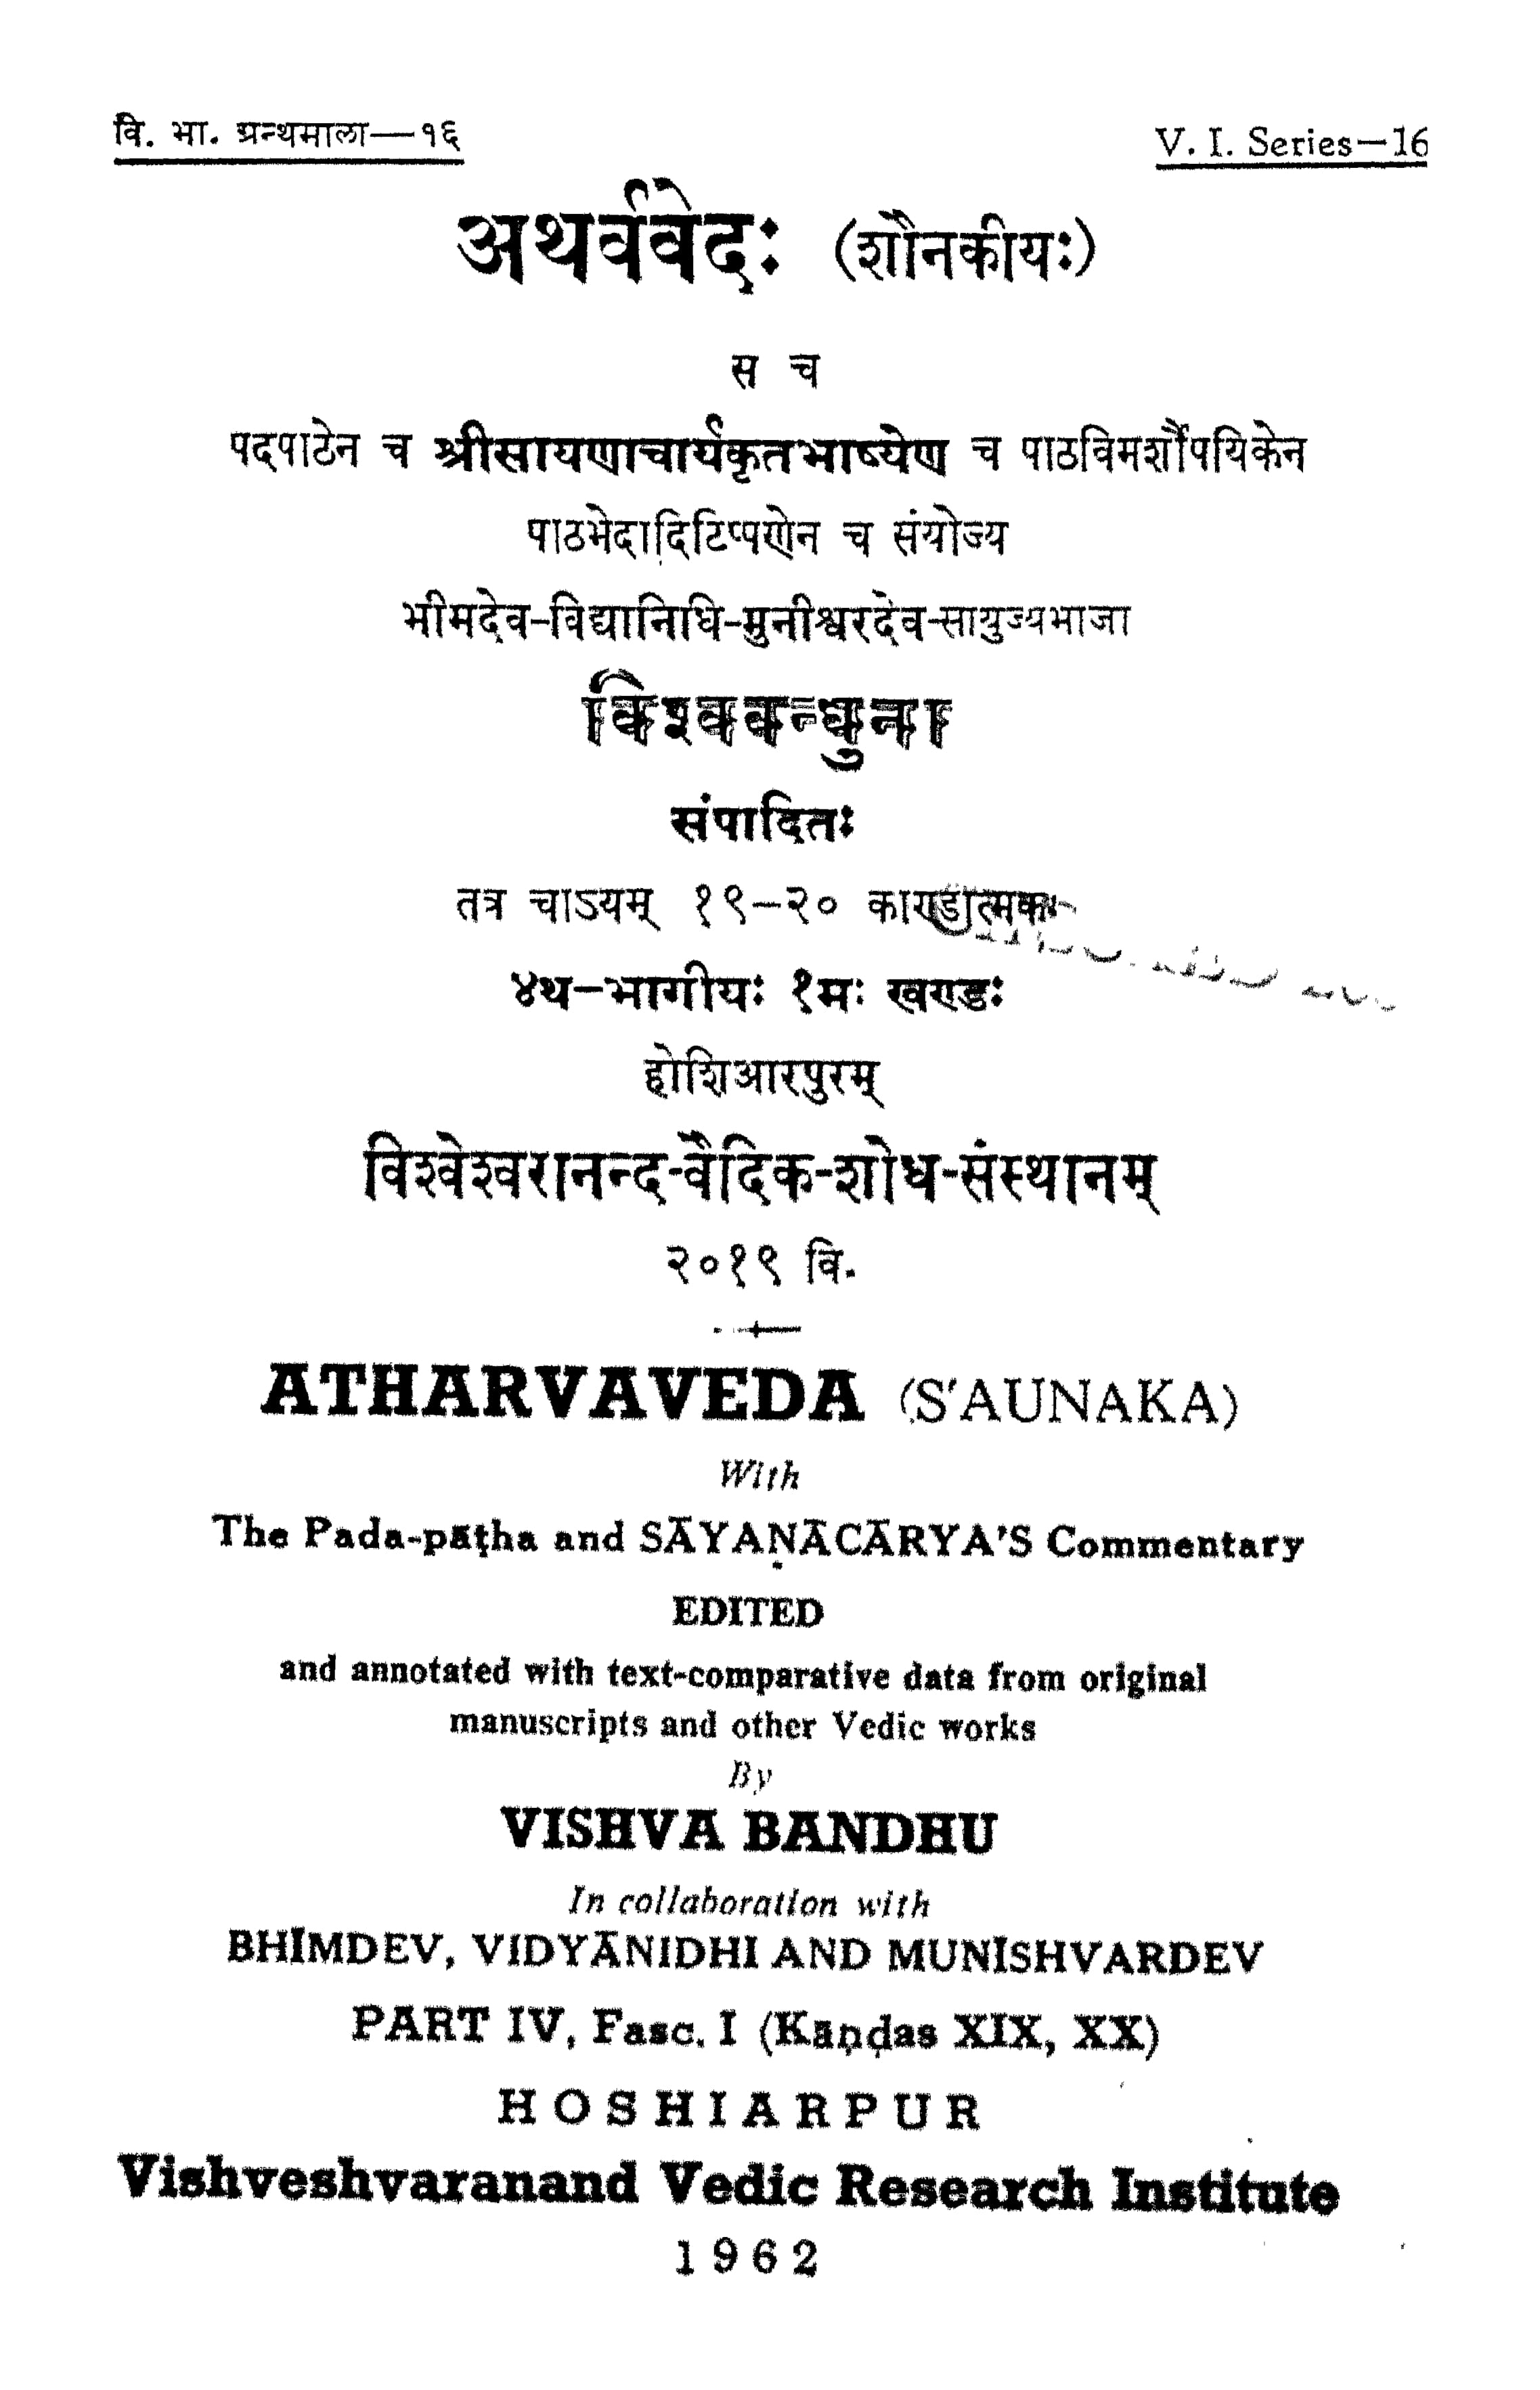 वि. भा. ग्रन्थमाला—१६
V. I. Series—16
अथर्ववेदः (शौनकीयः)
स च
पदपाठेन च श्रीसायणाचार्यकृतभाष्येण च पाठविमर्शौपयिकेन
पाठभेदादिटिप्पणेन च संयोज्य
भीमदेव-विद्यानिधि-मुनीश्वरदेव-सायुज्यभाजा
विश्वबन्धुना
संपादितः
तत्र चाऽयम् १९-२० काण्डात्मकः
४थ-भागीयः १मः खण्डः
होशिआरपुरम्
विश्वेश्वरानन्द-वैदिक-शोध-संस्थानम्
२०१९ वि.
ATHARVAVEDA (S'AUNAKA)
With
The Pada-pāṭha and SĀYAṆĀCĀRYA'S Commentary
EDITED
and annotated with text-comparative data from original
manuscripts and other Vedic works
By
VISHVA BANDHU
In collaboration with
BHĪMDEV, VIDYĀNIDHI AND MUNĪSHVARDEV
PART IV, Fasc. I (Kāṇḍas XIX, XX)
HOSHIARPUR
Vishveshvaranand Vedic Research Institute
1962